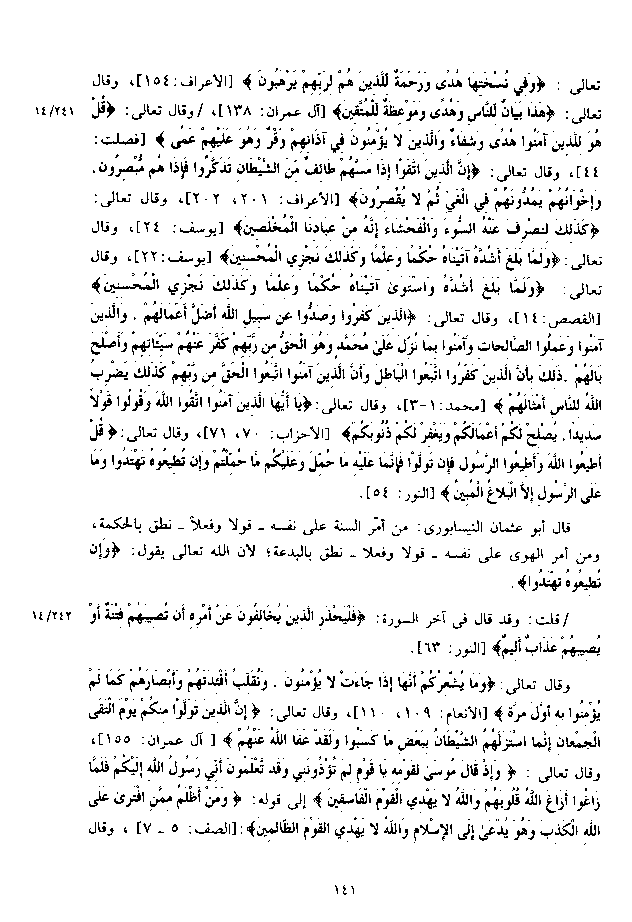 تعالى : ﴿وَفِي نُسْخَتِهَا هُدًى وَرَحْمَةٌ لِّلَّذِينَ هُمْ لِرَبِّهِمْ يَرْهَبُونَ ﴾ [الأعراف: ١٥٤]، وقال
تعالى: ﴿هَذَا بَيَانٌ لِّلنَّاسِ وَهُدًى وَمَوْعِظَةٌ لِّلْمُتَّقِينَ﴾ [آل عمران: ١٣٨]، / وقال تعالى: ﴿قُلْ ١٤/٢٤١
هُوَ لِلَّذِينَ آمَنُوا هُدًى وَشِفَاءٌ وَالَّذِينَ لا يُؤْمِنُونَ فِي آذَانِهِمْ وَقْرٌ وَهُوَ عَلَيْهِمْ عَمًى ﴾ [فصلت:
٤٤]، وقال تعالى: ﴿إِنَّ الَّذِينَ اتَّقَوْا إِذَا مَسَّهُمْ طَائِفٌ مِّنَ الشَّيْطَانِ تَذَكَّرُوا فَإِذَا هُم مُّبْصِرُونَ.
وَإِخْوَانُهُمْ يَمُدُّونَهُمْ فِي الْغَيِّ ثُمَّ لا يُقْصِرُونَ﴾ [الأعراف: ٢٠١، ٢٠٢]، وقال تعالى:
﴿كَذَلِكَ لِنَصْرِفَ عَنْهُ السُّوءَ وَالْفَحْشَاءَ إِنَّهُ مِنْ عِبَادِنَا الْمُخْلَصِينَ﴾ [يوسف: ٢٤]، وقال
تعالى: ﴿وَلَمَّا بَلَغَ أَشُدَّهُ آتَيْنَاهُ حُكْمًا وَعِلْمًا وَكَذَلِكَ نَجْزِي الْمُحْسِنِينَ﴾ [يوسف:٢٢]، وقال
تعالى: ﴿وَلَمَّا بَلَغَ أَشُدَّهُ وَاسْتَوَىٰ آتَيْنَاهُ حُكْمًا وَعِلْمًا وَكَذَلِكَ نَجْزِي الْمُحْسِنِينَ﴾
[القصص:١٤]، وقال تعالى: ﴿الَّذِينَ كَفَرُوا وَصَدُّوا عَن سَبِيلِ اللَّهِ أَضَلَّ أَعْمَالَهُمْ . وَالَّذِينَ
آمَنُوا وَعَمِلُوا الصَّالِحَاتِ وَآمَنُوا بِمَا نُزِّلَ عَلَىٰ مُحَمَّدٍ وَهُوَ الْحَقُّ مِن رَّبِّهِمْ كَفَّرَ عَنْهُمْ سَيِّئَاتِهِمْ وَأَصْلَحَ
بَالَهُمْ .ذَلِكَ بِأَنَّ الَّذِينَ كَفَرُوا اتَّبَعُوا الْبَاطِلَ وَأَنَّ الَّذِينَ آمَنُوا اتَّبَعُوا الْحَقَّ مِن رَّبِّهِمْ كَذَلِكَ يَضْرِبُ
اللَّهُ لِلنَّاسِ أَمْثَالَهُمْ ﴾ [محمد:١-٣]، وقال تعالى: ﴿يَا أَيُّهَا الَّذِينَ آمَنُوا اتَّقُوا اللَّهَ وَقُولُوا قَوْلاً
سَدِيدًا. يُصْلِحْ لَكُمْ أَعْمَالَكُمْ وَيَغْفِرْ لَكُمْ ذُنُوبَكُمْ﴾ [الأحزاب: ٧٠، ٧١]، وقال تعالى:﴿ قُلْ
أَطِيعُوا اللَّهَ وَأَطِيعُوا الرَّسُولَ فَإِن تَوَلَّوْا فَإِنَّمَا عَلَيْهِ مَا حُمِّلَ وَعَلَيْكُم مَّا حُمِّلْتُمْ وَإِن تُطِيعُوهُ تَهْتَدُوا وَمَا
عَلَى الرَّسُولِ إِلاَّ الْبَلاغُ الْمُبِينُ﴾ [النور: ٥٤].
قال أبو عثمان النيسابورى: من أمّر السنة على نفسه ـ قولا وفعلاً ـ نطق بالحكمة،
ومن أمر الهوى على نفسه ـ قولا وفعلا ـ نطق بالبدعة؛ لأن الله تعالى يقول: ﴿وَإِن
تُطِيعُوهُ تَهْتَدُوا﴾.
/ قلت: وقد قال فى آخر السورة: ﴿فَلْيَحْذَرِ الَّذِينَ يُخَالِفُونَ عَنْ أَمْرِهِ أَن تُصِيبَهُمْ فِتْنَةٌ أَوْ ١٤/٢٤٢
يُصِيبَهُمْ عَذَابٌ أَلِيمٌ﴾ [النور: ٦٣].
وقال تعالى: ﴿وَمَا يُشْعِرُكُمْ أَنَّهَا إِذَا جَاءَتْ لا يُؤْمِنُونَ . وَنُقَلِّبُ أَفْئِدَتَهُمْ وَأَبْصَارَهُمْ كَمَا لَمْ
يُؤْمِنُوا بِهِ أَوَّلَ مَرَّةٍ ﴾ [الأنعام: ١٠٩، ١١٠]، وقال تعالى: ﴿ إِنَّ الَّذِينَ تَوَلَّوْا مِنكُمْ يَوْمَ الْتَقَى
الْجَمْعَانِ إِنَّمَا اسْتَزَلَّهُمُ الشَّيْطَانُ بِبَعْضِ مَا كَسَبُوا وَلَقَدْ عَفَا اللَّهُ عَنْهُمْ ﴾ [ آل عمران: ١٥٥]،
وقال تعالى : ﴿ وَإِذْ قَالَ مُوسَىٰ لِقَوْمِهِ يَا قَوْمِ لِمَ تُؤْذُونَنِي وَقَد تَّعْلَمُونَ أَنِّي رَسُولُ اللَّهِ إِلَيْكُمْ فَلَمَّا
زَاغُوا أَزَاغَ اللَّهُ قُلُوبَهُمْ وَاللَّهُ لا يَهْدِي الْقَوْمَ الْفَاسِقِينَ ﴾ إلى قوله: ﴿ وَمَنْ أَظْلَمُ مِمَّنِ افْتَرَىٰ عَلَى
اللَّهِ الْكَذِبَ وَهُوَ يُدْعَىٰ إِلَى الإِسْلامِ وَاللَّهُ لا يَهْدِي الْقَوْمَ الظَّالِمِينَ﴾: [الصف: ٥ ـ ٧] ، وقال
١٤١